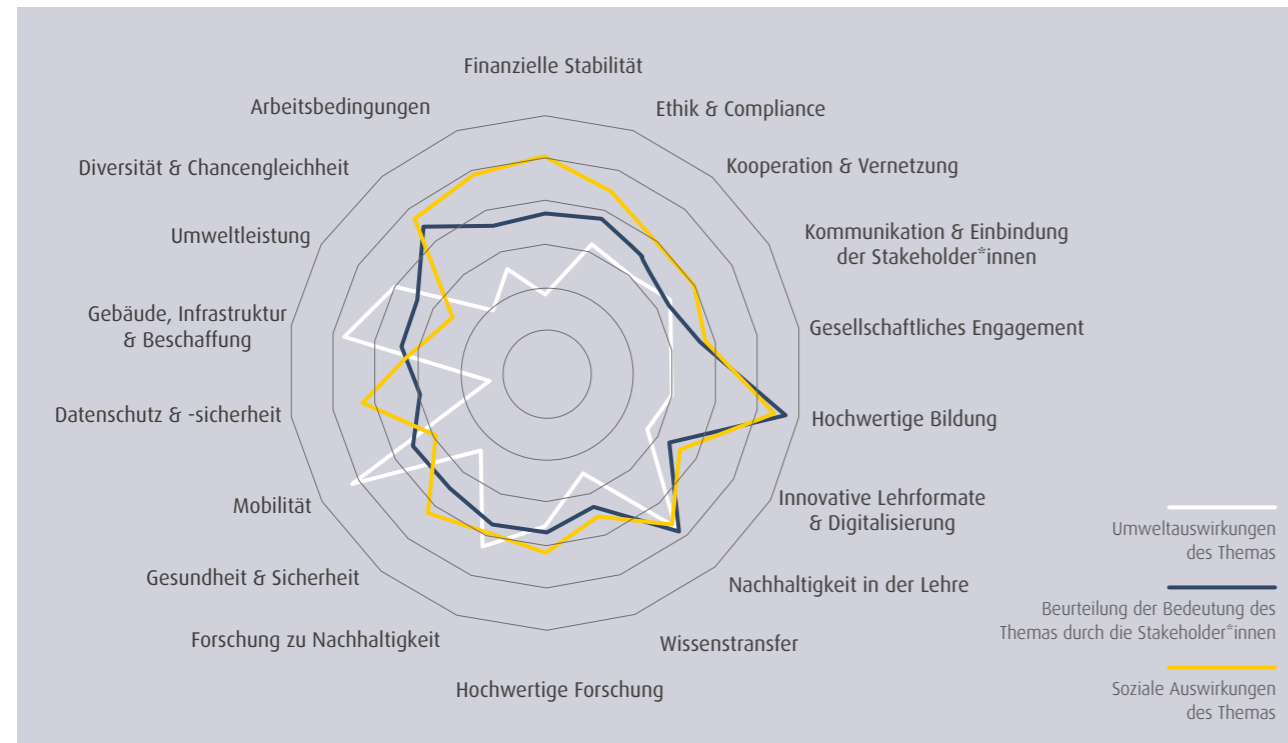 Finanzielle Stabilität
Ethik & Compliance
Kooperation & Vernetzung
Kommunikation & Einbindung
der Stakeholder*innen
Gesellschaftliches Engagement
Hochwertige Bildung
Innovative Lehrformate
& Digitalisierung
Nachhaltigkeit in der Lehre
Wissenstransfer
Hochwertige Forschung
Forschung zu Nachhaltigkeit
Gesundheit & Sicherheit
Mobilität
Datenschutz & -sicherheit
Gebäude, Infrastruktur
& Beschaffung
Umweltleistung
Diversität & Chancengleichheit
Arbeitsbedingungen
Umweltauswirkungen
des Themas
Beurteilung der Bedeutung des
Themas durch die Stakeholder*innen
Soziale Auswirkungen
des Themas